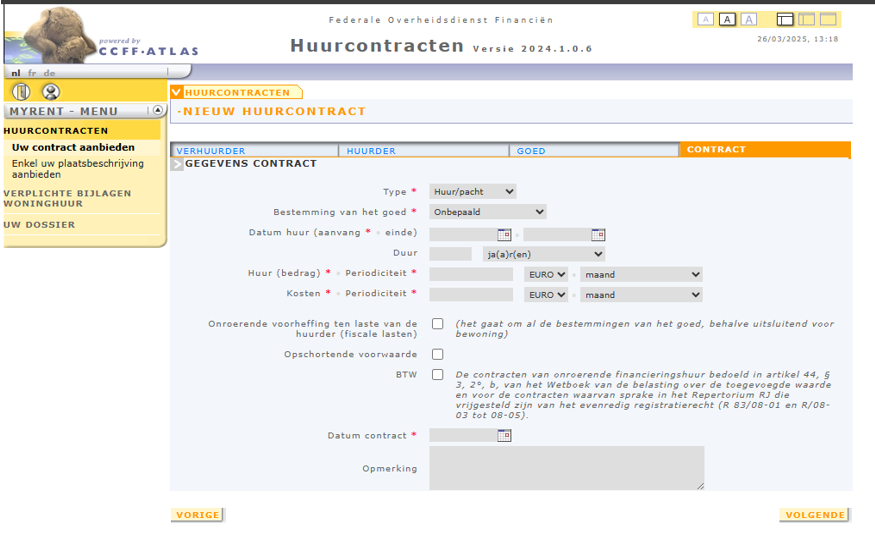 Federale Overheidsdienst Financiën
A A A
powered by
CCFF·ATLAS
Huurcontracten Versie 2024.1.0.6
26/03/2025, 13:18
nl fr de
MYRENT - MENU
HUURCONTRACTEN
Uw contract aanbieden
Enkel uw plaatsbeschrijving
aanbieden
VERPLICHTE BIJLAGEN
WONINGHUUR
UW DOSSIER
HUURCONTRACTEN
·NIEUW HUURCONTRACT
VERHUURDER HUURDER GOED CONTRACT
GEGEVENS CONTRACT
Type * Huur/pacht
Bestemming van het goed * Onbepaald
Datum huur (aanvang * - einde) -
Duur ja(a)r(en)
Huur (bedrag) * - Periodiciteit * EURO - maand
Kosten * - Periodiciteit * EURO - maand
Onroerende voorheffing ten laste van de
huurder (fiscale lasten)
(het gaat om al de bestemmingen van het goed, behalve uitsluitend voor
bewoning)
Opschortende voorwaarde
BTW
De contracten van onroerende financieringshuur bedoeld in artikel 44, §
3, 2°, b, van het Wetboek van de belasting over de toegevoegde waarde
en voor de contracten waarvan sprake in het Repertorium RJ die
vrijgesteld zijn van het evenredig registratierecht (R 83/08-01 en R/08-
03 tot 08-05).
Datum contract *
Opmerking
VORIGE VOLGENDE